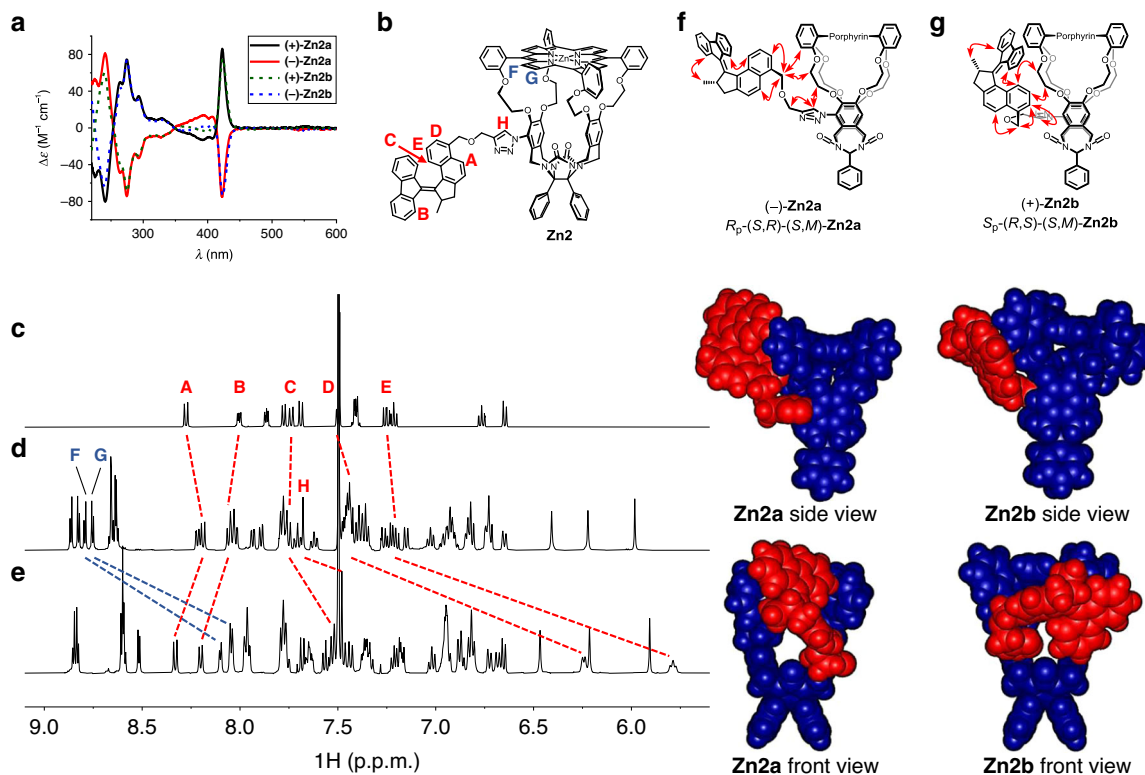 a
80
40
0
−40
−80
Δε (M⁻¹ cm⁻¹)
300
400
500
600
λ (nm)
(+)-Zn2a
(−)-Zn2a
(+)-Zn2b
(−)-Zn2b
b
F
G
N
N
Zn
N
N
O
O
O
O
H
O
N
N=N
D
E
C
A
B
O
O
N
N
N
N
Zn2
f
Porphyrin
O
O
O
O
O
N=N
N
O
N
N
O
(−)-Zn2a
Rp-(S,R)-(S,M)-Zn2a
g
Porphyrin
O
O
O
O
O
O
N
N
O
(+)-Zn2b
Sp-(R,S)-(S,M)-Zn2b
c
A
B
C
D
E
d
F
G
H
e
9.0
8.5
8.0
7.5
7.0
6.5
6.0
1H (p.p.m.)
Zn2a side view
Zn2b side view
Zn2a front view
Zn2b front view